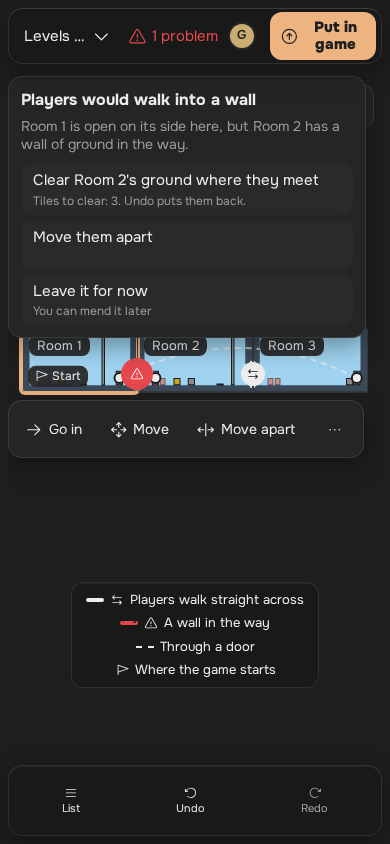 Levels ...
1 problem
G
Put in
game
Players would walk into a wall
Room 1 is open on its side here, but Room 2 has a
wall of ground in the way.
Clear Room 2's ground where they meet
Tiles to clear: 3. Undo puts them back.
Move them apart
Leave it for now
You can mend it later
Room 1
Room 2
Room 3
Start
Go in
Move
Move apart
...
Players walk straight across
A wall in the way
Through a door
Where the game starts
List
Undo
Redo